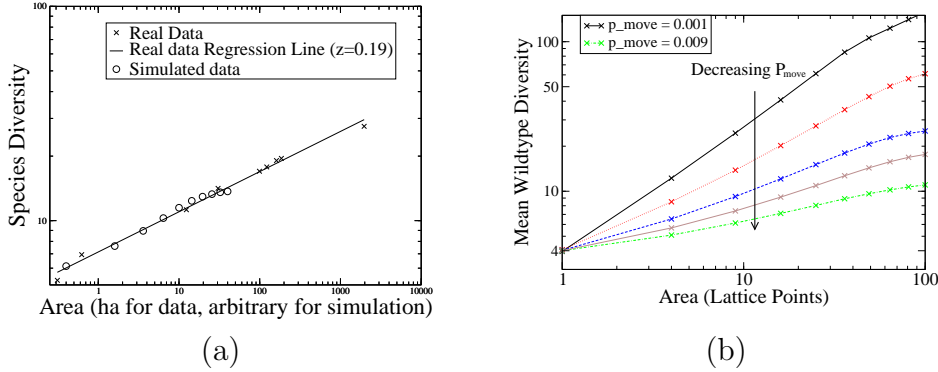 100
Real Data
Real data Regression Line (z=0.19)
Simulated data
Species Diversity
10
1 10 100 1000 10000
Area (ha for data, arbitrary for simulation)
(a)
p_move = 0.001
p_move = 0.009
100
Decreasing Pmove
50
Mean Wildtype Diversity
10
4
1 10 100
Area (Lattice Points)
(b)